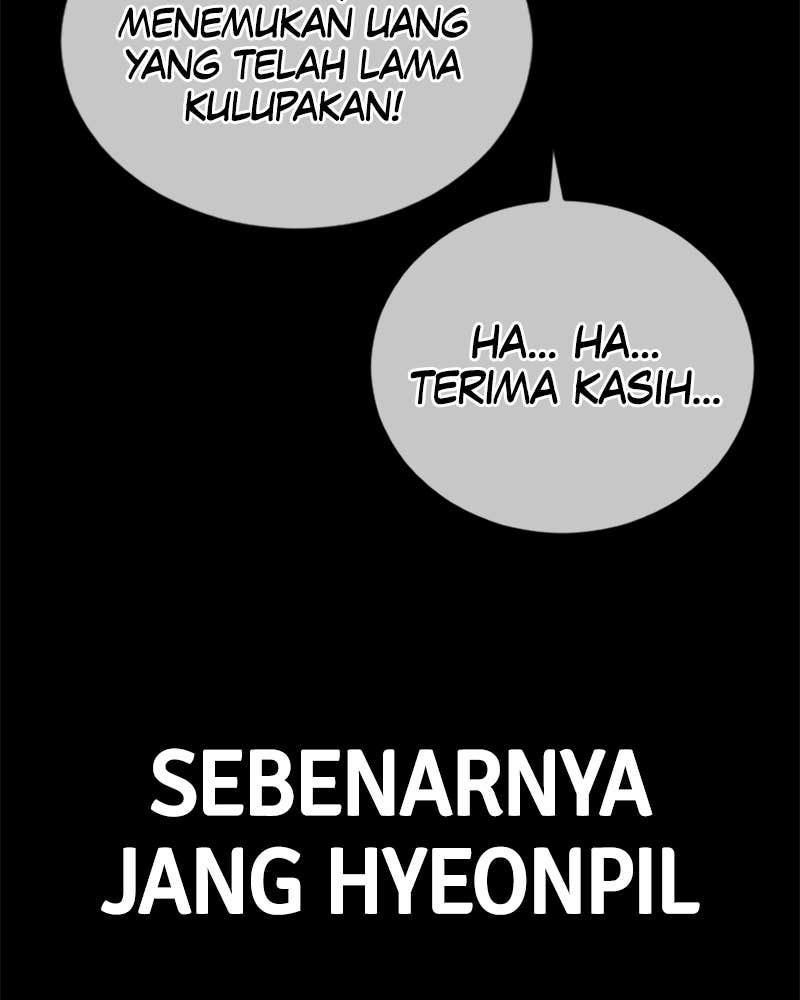 MENEMUKAN UANG
YANG TELAH LAMA
KULUPAKAN!
HA... HA...
TERIMA KASIH...
SEBENARNYA
JANG HYEONPIL